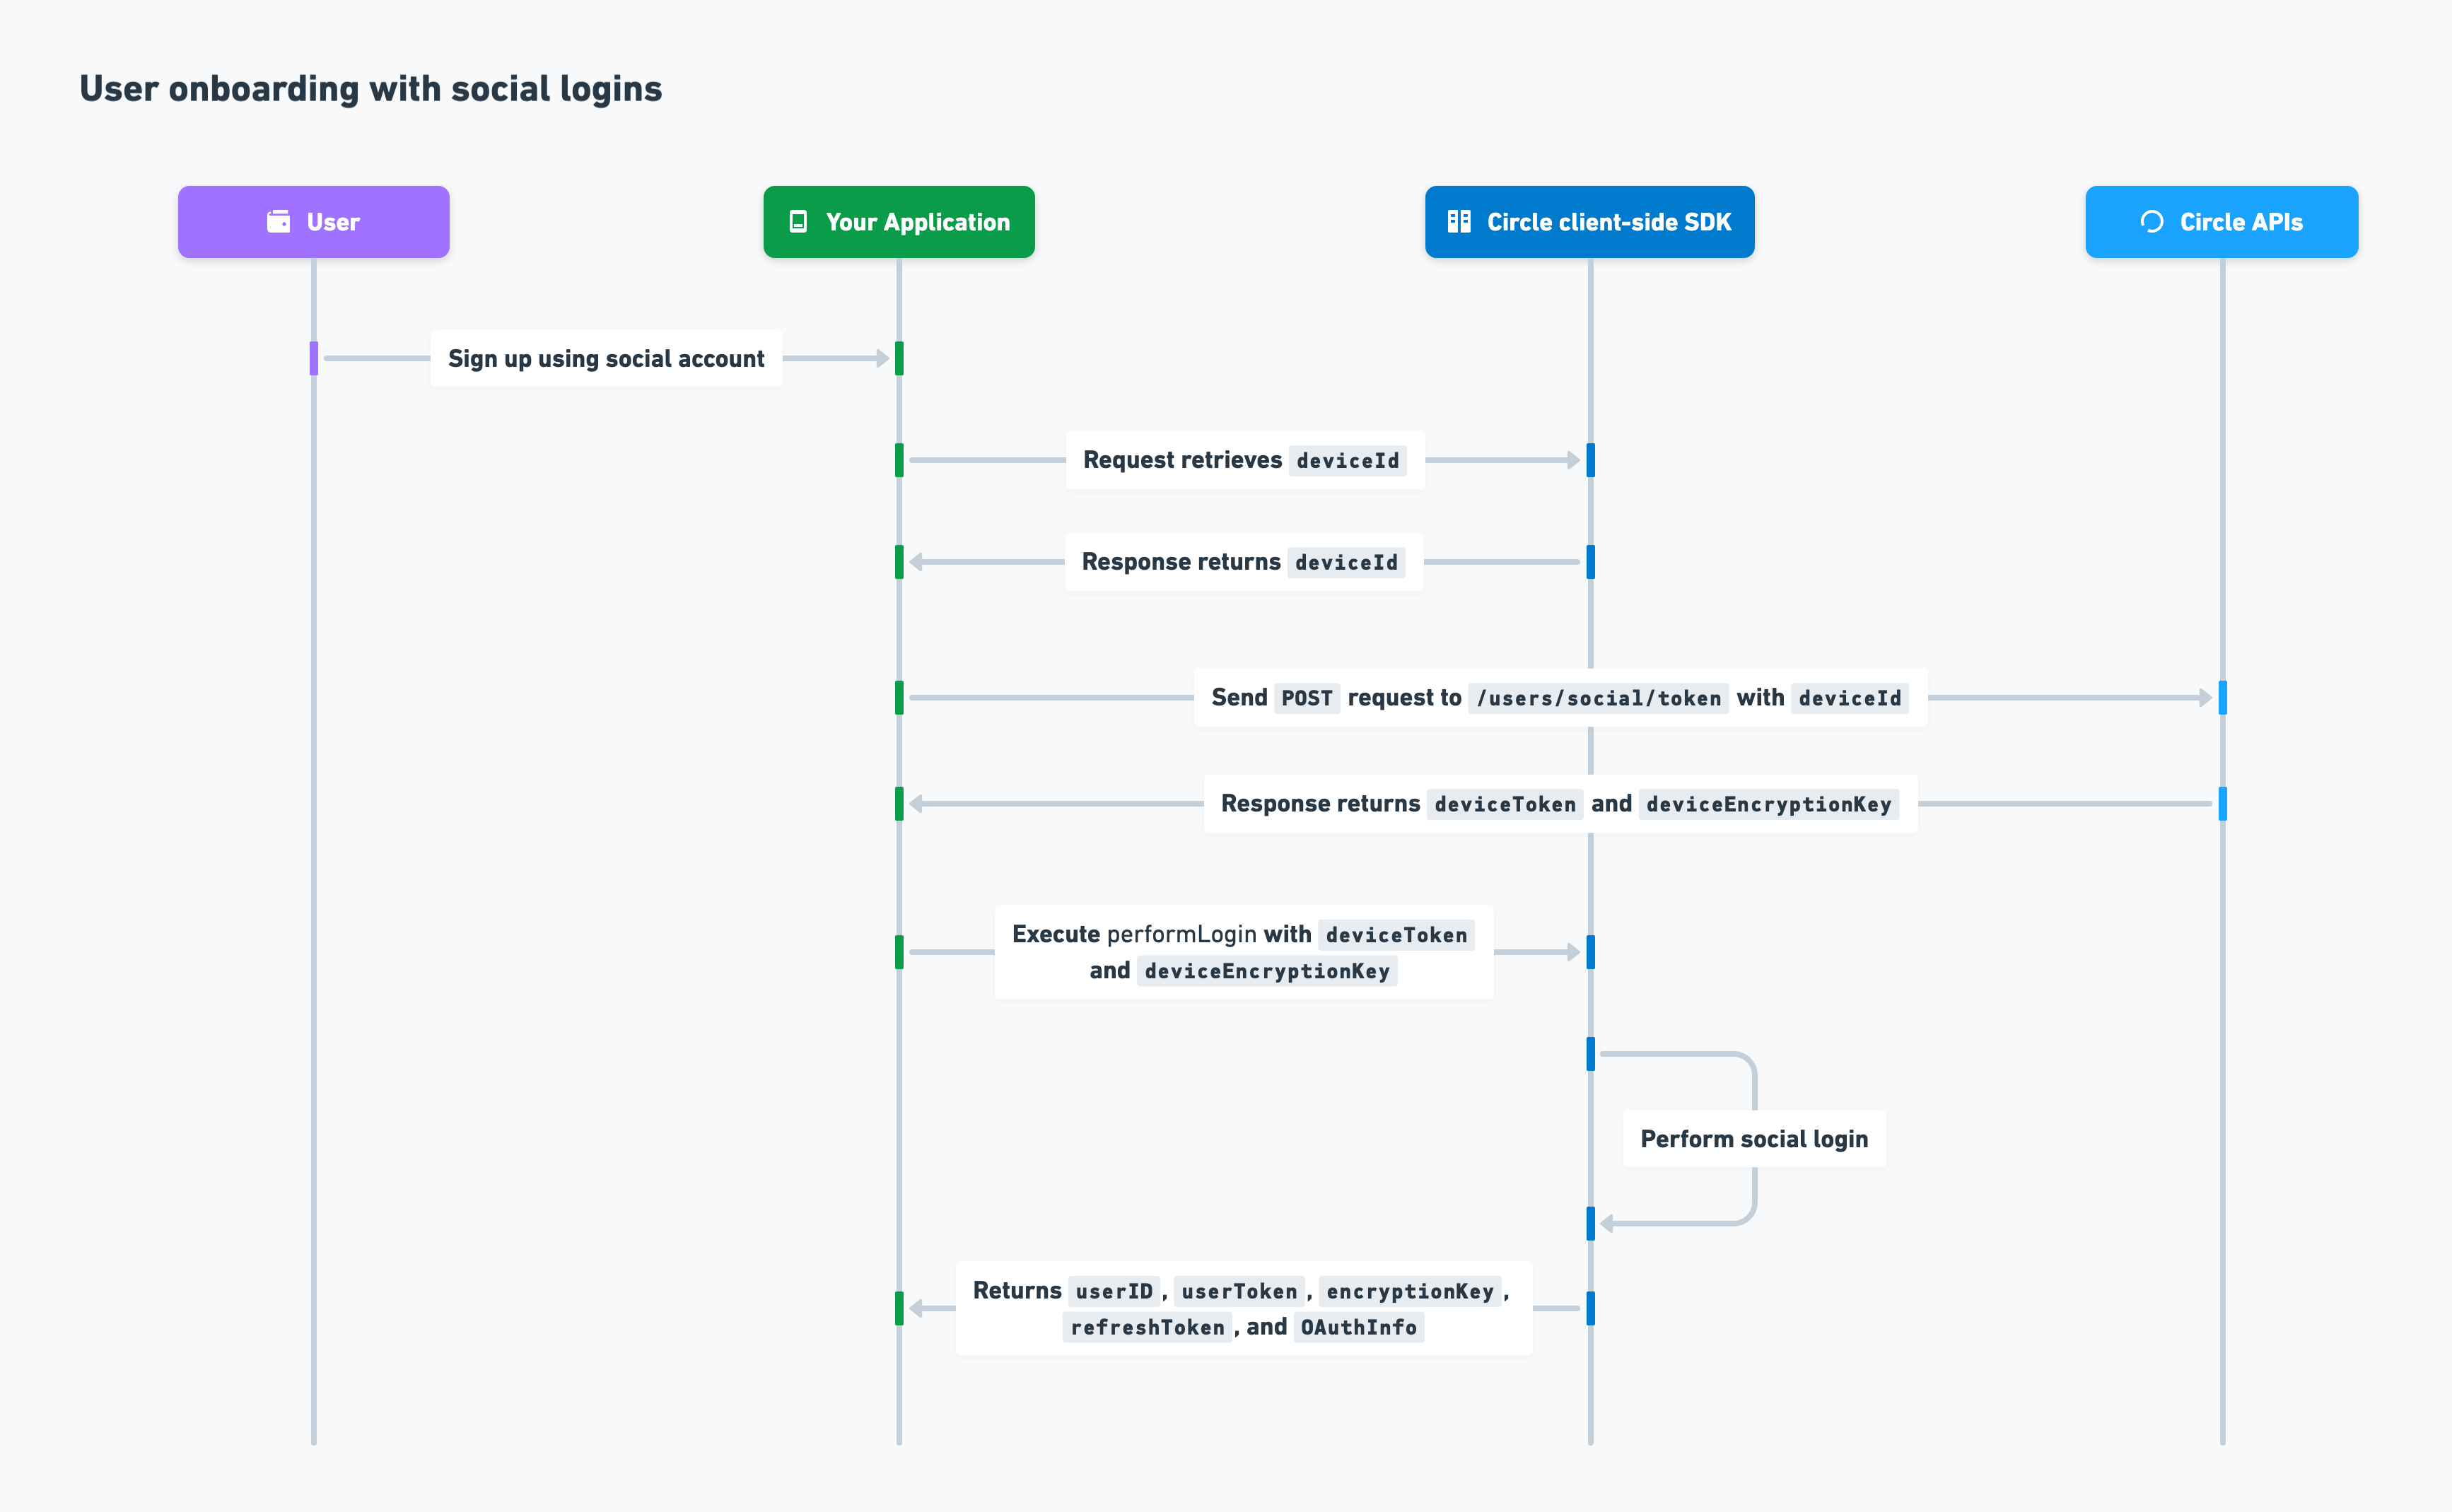 User onboarding with social logins
User
Your Application
Circle client-side SDK
Circle APIs
Sign up using social account
Request retrieves deviceId
Response returns deviceId
Send POST request to /users/social/token with deviceId
Response returns deviceToken and deviceEncryptionKey
Execute performLogin with deviceToken
and deviceEncryptionKey
Perform social login
Returns userID, userToken, encryptionKey,
refreshToken, and OAuthInfo